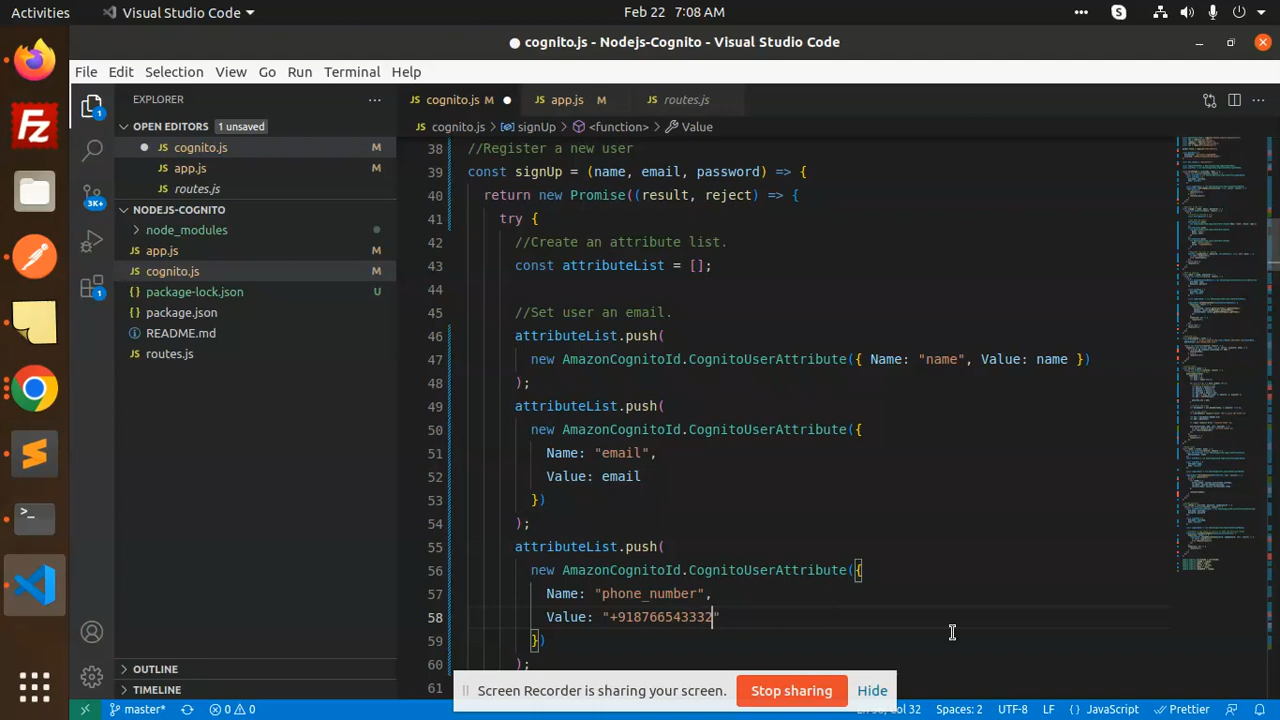 Activities
Visual Studio Code
Feb 22 7:08 AM
cognito.js - Nodejs-Cognito - Visual Studio Code
File Edit Selection View Go Run Terminal Help
EXPLORER
OPEN EDITORS 1 unsaved
cognito.js M
app.js M
routes.js M
NODEJS-COGNITO
node_modules
app.js M
cognito.js M
package-lock.json U
package.json
README.md
routes.js
OUTLINE
TIMELINE
1
3K+
1
Fz
cognito.js M
app.js M
routes.js
cognito.js > signUp > <function> > Value
38 //Register a new user
39 const signUp = (name, email, password) => {
40 return new Promise((result, reject) => {
41 try {
42 //Create an attribute list.
43 const attributeList = [];
44
45 //Set user an email.
46 attributeList.push(
47 new AmazonCognitoId.CognitoUserAttribute({ Name: "name", Value: name })
48 );
49 attributeList.push(
50 new AmazonCognitoId.CognitoUserAttribute({
51 Name: "email",
52 Value: email
53 })
54 );
55 attributeList.push(
56 new AmazonCognitoId.CognitoUserAttribute({
57 Name: "phone_number",
58 Value: "+918766543332"
59 })
60 );
61
Screen Recorder is sharing your screen.
Stop sharing
Hide
master*
0 0
Col 32
Spaces: 2
UTF-8
LF
{ } JavaScript
Prettier